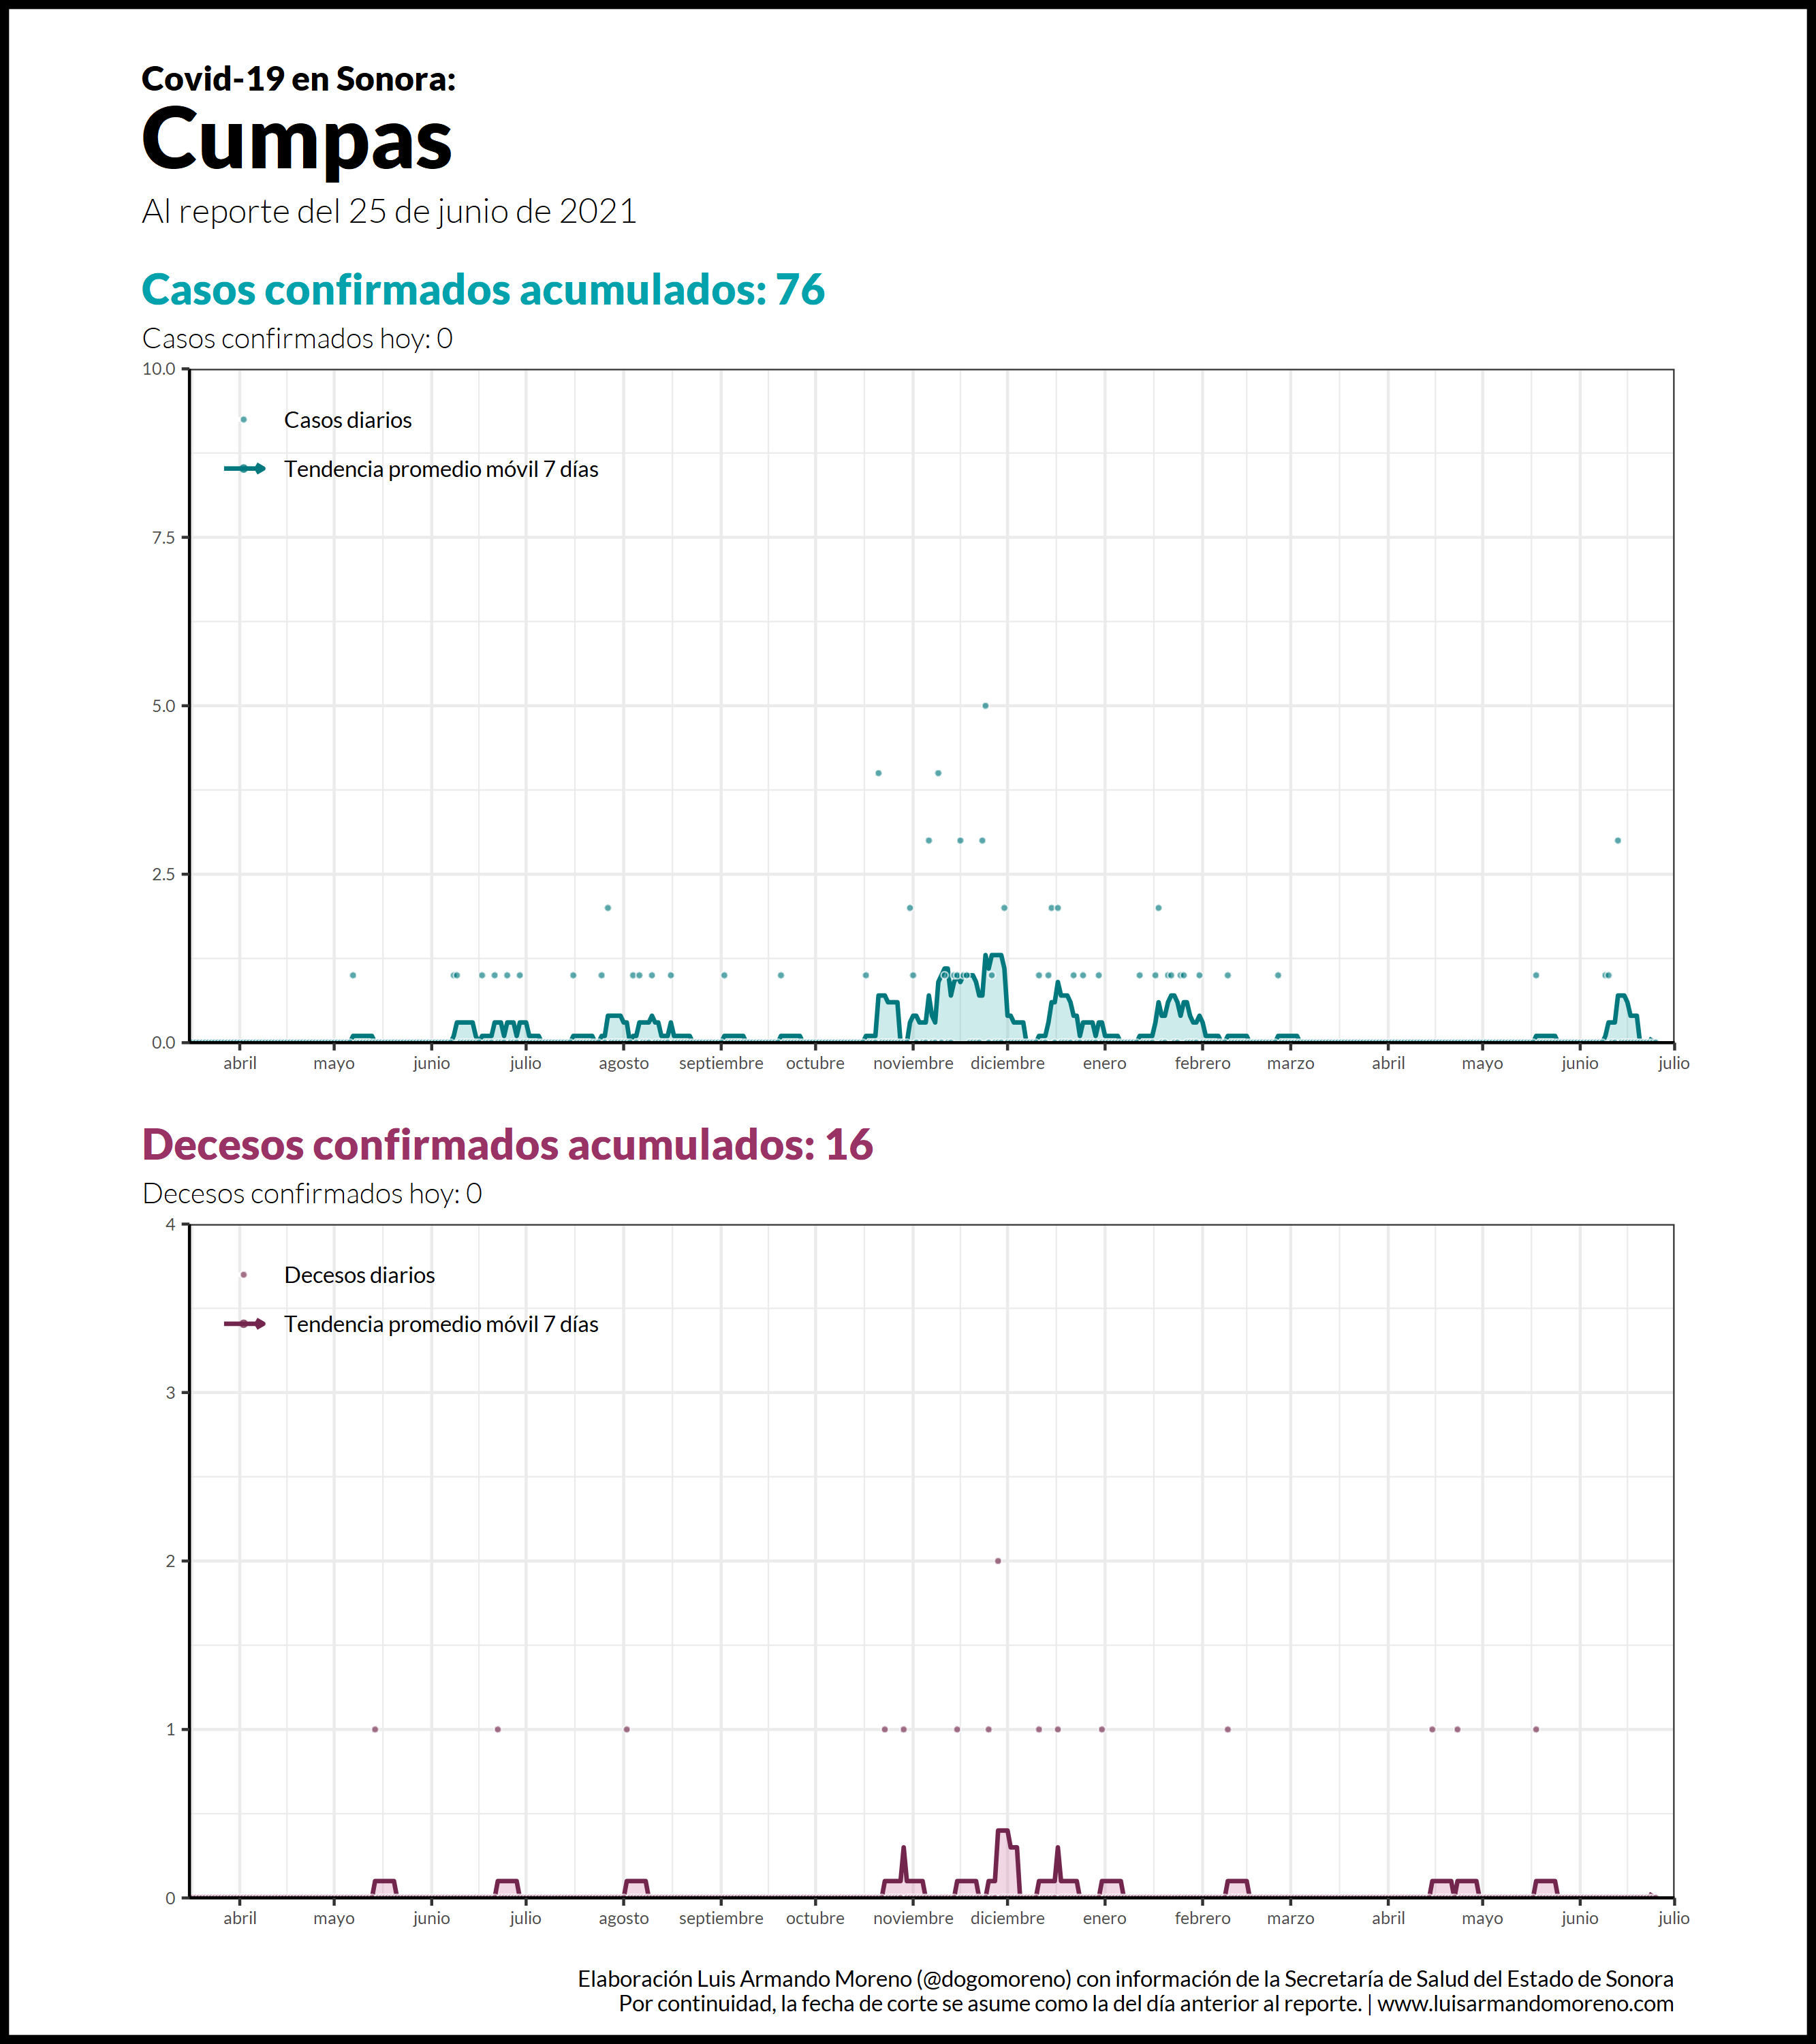 Covid-19 en Sonora:
Cumpas
Al reporte del 25 de junio de 2021
Casos confirmados acumulados: 76
Casos confirmados hoy: 0
10.0
Casos diarios
Tendencia promedio móvil 7 días
7.5
5.0
2.5
0.0
abril mayo junio julio agosto septiembre octubre noviembre diciembre enero febrero marzo abril mayo junio julio
Decesos confirmados acumulados: 16
Decesos confirmados hoy: 0
4
Decesos diarios
Tendencia promedio móvil 7 días
3
2
1
0
abril mayo junio julio agosto septiembre octubre noviembre diciembre enero febrero marzo abril mayo junio julio
Elaboración Luis Armando Moreno (@dogomoreno) con información de la Secretaría de Salud del Estado de Sonora
Por continuidad, la fecha de corte se asume como la del día anterior al reporte. | www.luisarmandomoreno.com